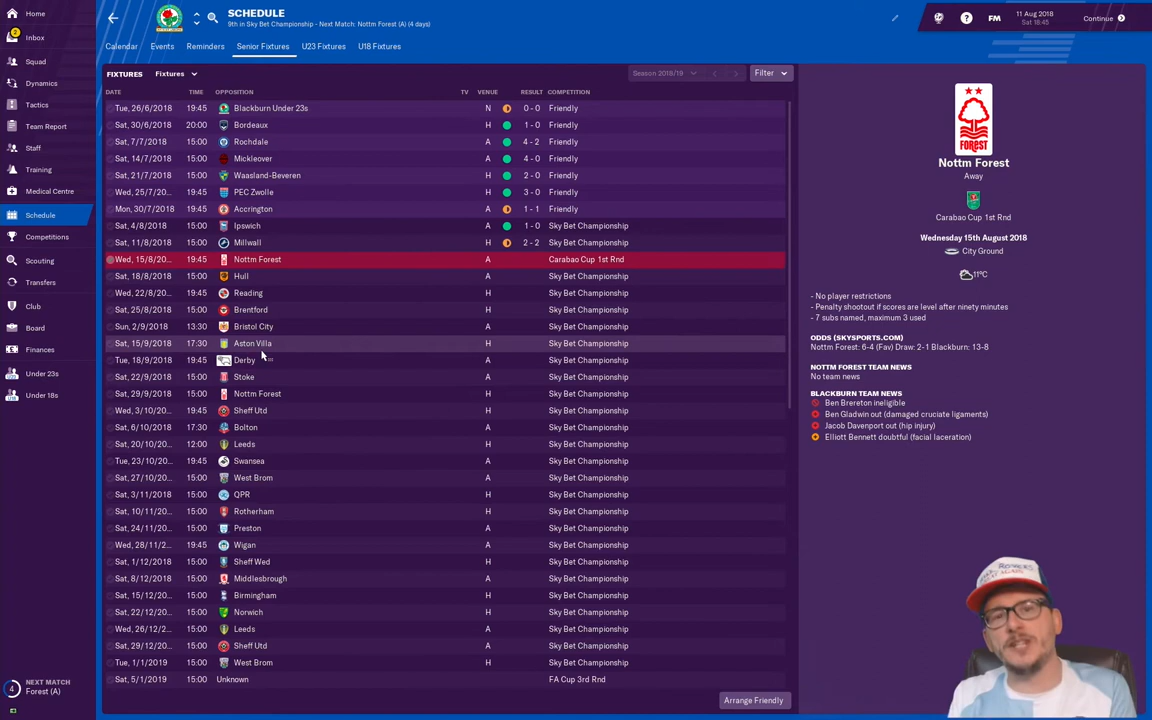 Home
2
Inbox
Squad
Dynamics
Tactics
Team Report
Staff
Training
Medical Centre
Schedule
Competitions
Scouting
Transfers
Club
Board
Finances
Under 23s
Under 18s
4
NEXT MATCH
Forest (A)
SCHEDULE
9th in Sky Bet Championship - Next Match: Nottm Forest (A) (4 days)
FM
11 Aug 2018
Sat 18:45
Continue
Calendar Events Reminders Senior Fixtures U23 Fixtures U18 Fixtures
FIXTURES Fixtures Season 2018/19 Filter
DATE TIME OPPOSITION TV VENUE RESULT COMPETITION
Tue, 26/6/2018 19:45 Blackburn Under 23s N 0 - 0 Friendly
Sat, 30/6/2018 20:00 Bordeaux H 1 - 0 Friendly
Sat, 7/7/2018 15:00 Rochdale A 4 - 2 Friendly
Sat, 14/7/2018 15:00 Mickleover A 4 - 0 Friendly
Sat, 21/7/2018 15:00 Waasland-Beveren H 2 - 0 Friendly
Wed, 25/7/20... 19:45 PEC Zwolle H 3 - 0 Friendly
Mon, 30/7/2018 19:45 Accrington A 1 - 1 Friendly
Sat, 4/8/2018 15:00 Ipswich A 1 - 0 Sky Bet Championship
Sat, 11/8/2018 15:00 Millwall H 2 - 2 Sky Bet Championship
Wed, 15/8/20... 19:45 Nottm Forest A Carabao Cup 1st Rnd
Sat, 18/8/2018 15:00 Hull A Sky Bet Championship
Wed, 22/8/20... 19:45 Reading H Sky Bet Championship
Sat, 25/8/2018 15:00 Brentford H Sky Bet Championship
Sun, 2/9/2018 13:30 Bristol City A Sky Bet Championship
Sat, 15/9/2018 17:30 Aston Villa H Sky Bet Championship
Tue, 18/9/2018 19:45 Derby A Sky Bet Championship
Sat, 22/9/2018 15:00 Stoke A Sky Bet Championship
Sat, 29/9/2018 15:00 Nottm Forest H Sky Bet Championship
Wed, 3/10/20... 19:45 Sheff Utd H Sky Bet Championship
Sat, 6/10/2018 17:30 Bolton A Sky Bet Championship
Sat, 20/10/20... 12:00 Leeds H Sky Bet Championship
Tue, 23/10/20... 19:45 Swansea A Sky Bet Championship
Sat, 27/10/20... 15:00 West Brom A Sky Bet Championship
Sat, 3/11/2018 15:00 QPR H Sky Bet Championship
Sat, 10/11/20... 15:00 Rotherham H Sky Bet Championship
Sat, 24/11/20... 15:00 Preston A Sky Bet Championship
Wed, 28/11/2... 19:45 Wigan A Sky Bet Championship
Sat, 1/12/2018 15:00 Sheff Wed H Sky Bet Championship
Sat, 8/12/2018 15:00 Middlesbrough A Sky Bet Championship
Sat, 15/12/20... 15:00 Birmingham H Sky Bet Championship
Sat, 22/12/20... 15:00 Norwich H Sky Bet Championship
Wed, 26/12/2... 15:00 Leeds A Sky Bet Championship
Sat, 29/12/20... 15:00 Sheff Utd A Sky Bet Championship
Tue, 1/1/2019 15:00 West Brom H Sky Bet Championship
Sat, 5/1/2019 15:00 Unknown FA Cup 3rd Rnd
Arrange Friendly
FOREST
Nottm Forest
Away
Carabao Cup 1st Rnd
Wednesday 15th August 2018
City Ground
11°C
- No player restrictions
- Penalty shootout if scores are level after ninety minutes
- 7 subs named, maximum 3 used
ODDS (SKYSPORTS.COM)
Nottm Forest: 6-4 (Fav) Draw: 2-1 Blackburn: 13-8
NOTTM FOREST TEAM NEWS
No team news
BLACKBURN TEAM NEWS
Ben Brereton ineligible
Ben Gladwin out (damaged cruciate ligaments)
Jacob Davenport out (hip injury)
Elliott Bennett doubtful (facial laceration)